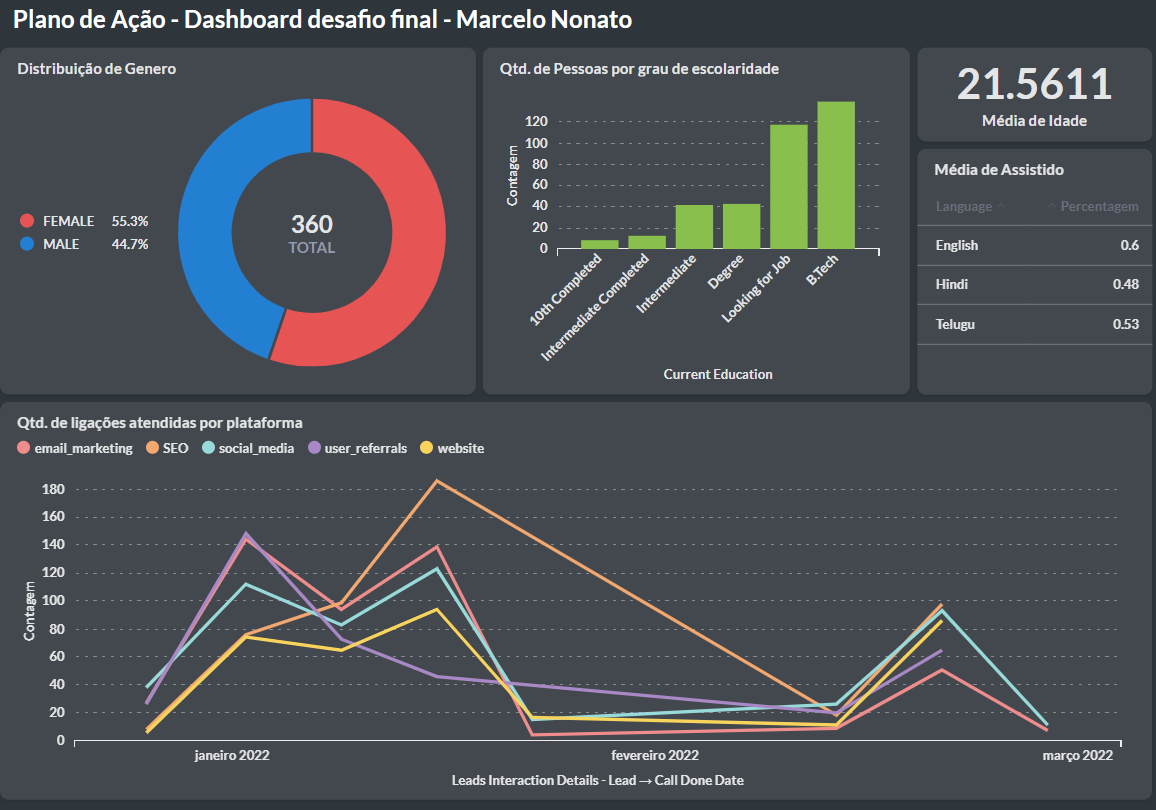 Plano de Ação - Dashboard desafio final - Marcelo Nonato
Distribuição de Genero
FEMALE 55.3%
MALE 44.7%
360
TOTAL
Qtd. de Pessoas por grau de escolaridade
Contagem
120
100
80
60
40
20
0
10th Completed
Intermediate Completed
Intermediate
Degree
Looking for Job
B.Tech
Current Education
21.5611
Média de Idade
Média de Assistido
Language Percentagem
English 0.6
Hindi 0.48
Telugu 0.53
Qtd. de ligações atendidas por plataforma
email_marketing SEO social_media user_referrals website
Contagem
180
160
140
120
100
80
60
40
20
0
janeiro 2022 fevereiro 2022 março 2022
Leads Interaction Details - Lead → Call Done Date